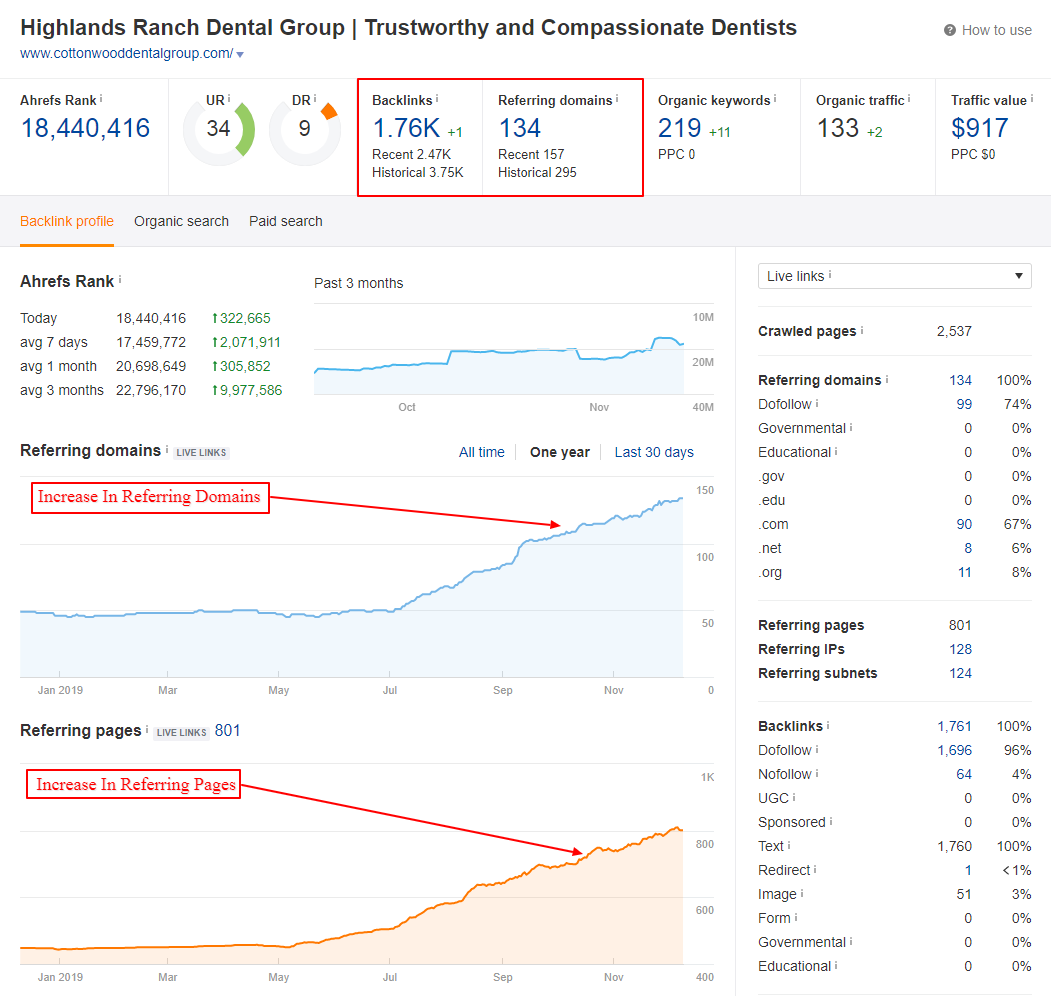 Highlands Ranch Dental Group | Trustworthy and Compassionate Dentists
? How to use
www.cottonwooddentalgroup.com/
Ahrefs Rank i
18,440,416
UR i
34
DR i
9
Backlinks i
1.76K +1
Recent 2.47K
Historical 3.75K
Referring domains i
134
Recent 157
Historical 295
Organic keywords i
219 +11
PPC 0
Organic traffic i
133 +2
Traffic value i
$917
PPC $0
Backlink profile Organic search Paid search
Ahrefs Rank i
Today 18,440,416 ↑322,665
avg 7 days 17,459,772 ↑2,071,911
avg 1 month 20,698,649 ↑305,852
avg 3 months 22,796,170 ↑9,977,586
Past 3 months
10M
20M
40M
Oct Nov
Referring domains i LIVE LINKS
All time One year Last 30 days
Increase In Referring Domains
150
100
50
0
Jan 2019 Mar May Jul Sep Nov
Referring pages i LIVE LINKS 801
Increase In Referring Pages
1K
800
600
400
Jan 2019 Mar May Jul Sep Nov
Live links i
Crawled pages i 2,537
Referring domains i 134 100%
Dofollow i 99 74%
Governmental i 0 0%
Educational i 0 0%
.gov 0 0%
.edu 0 0%
.com 90 67%
.net 8 6%
.org 11 8%
Referring pages 801
Referring IPs 128
Referring subnets 124
Backlinks i 1,761 100%
Dofollow i 1,696 96%
Nofollow i 64 4%
UGC i 0 0%
Sponsored i 0 0%
Text i 1,760 100%
Redirect i 1 <1%
Image i 51 3%
Form i 0 0%
Governmental i 0 0%
Educational i 0 0%